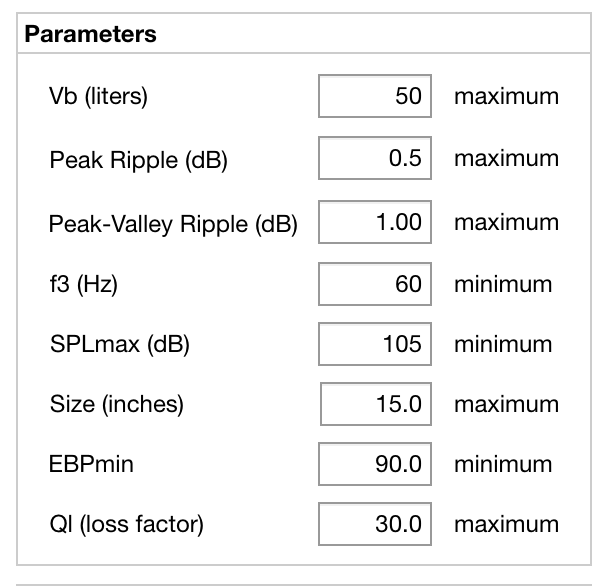 Parameters
Vb (liters) 50 maximum
Peak Ripple (dB) 0.5 maximum
Peak-Valley Ripple (dB) 1.00 maximum
f3 (Hz) 60 minimum
SPLmax (dB) 105 minimum
Size (inches) 15.0 maximum
EBPmin 90.0 minimum
Ql (loss factor) 30.0 maximum